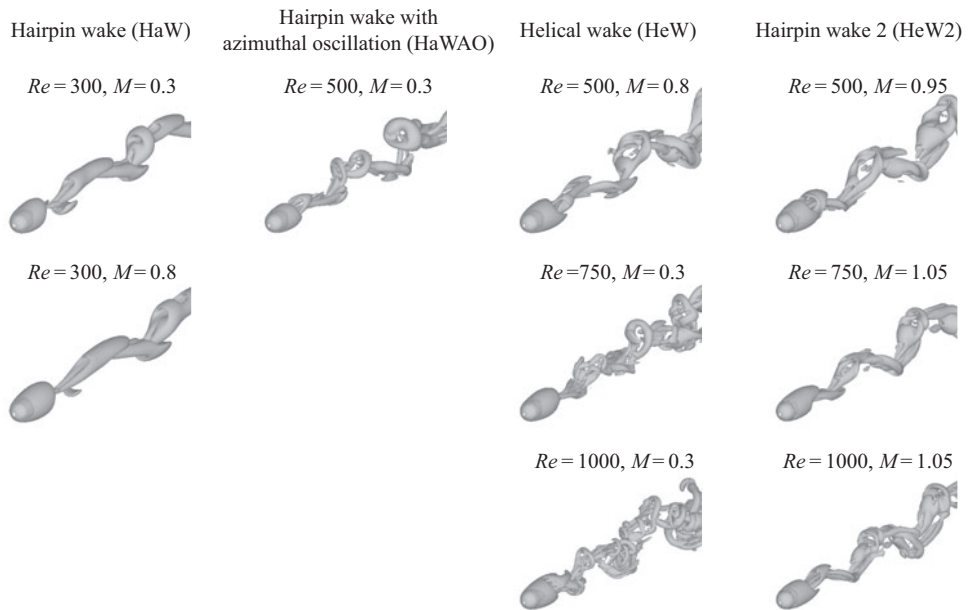 Hairpin wake (HaW)
Hairpin wake with
azimuthal oscillation (HaWAO)
Helical wake (HeW)
Hairpin wake 2 (HeW2)
Re = 300, M = 0.3
Re = 500, M = 0.3
Re = 500, M = 0.8
Re = 500, M = 0.95
Re = 300, M = 0.8
Re = 750, M = 0.3
Re = 750, M = 1.05
Re = 1000, M = 0.3
Re = 1000, M = 1.05